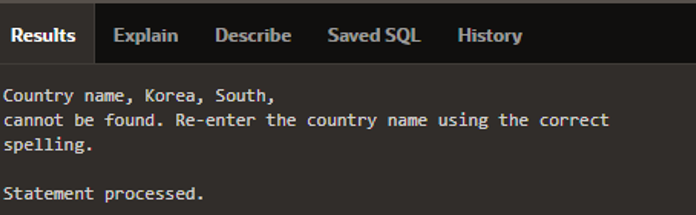 Results Explain Describe Saved SQL History
Country name, Korea, South,
cannot be found. Re-enter the country name using the correct
spelling.
Statement processed.